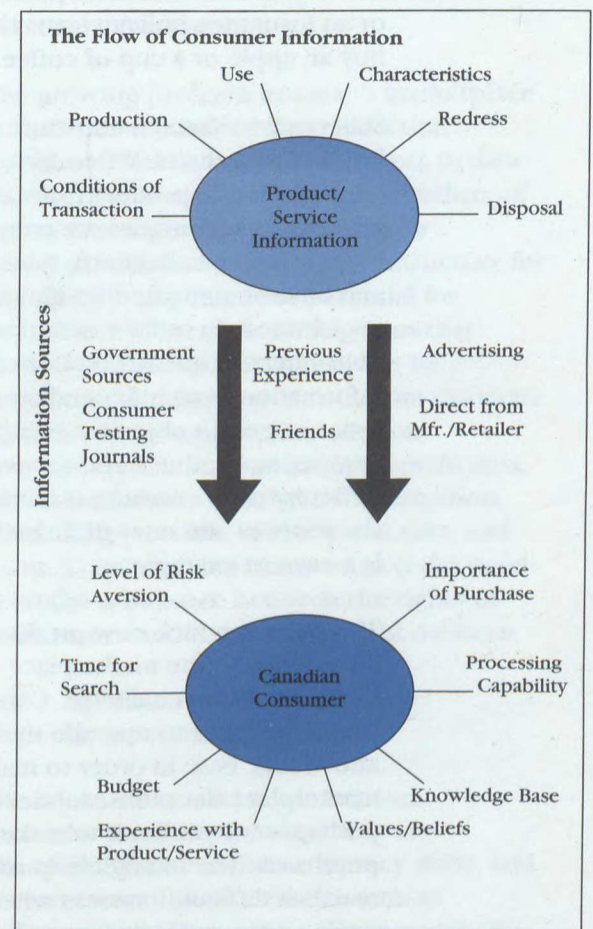 The Flow of Consumer Information
Use
Characteristics
Production
Redress
Conditions of
Transaction
Product/
Service
Information
Disposal
Information Sources
Government
Sources
Consumer
Testing
Journals
Previous
Experience
Friends
Advertising
Direct from
Mfr./Retailer
Level of Risk
Aversion
Importance
of Purchase
Time for
Search
Canadian
Consumer
Processing
Capability
Budget
Knowledge Base
Experience with
Product/Service
Values/Beliefs